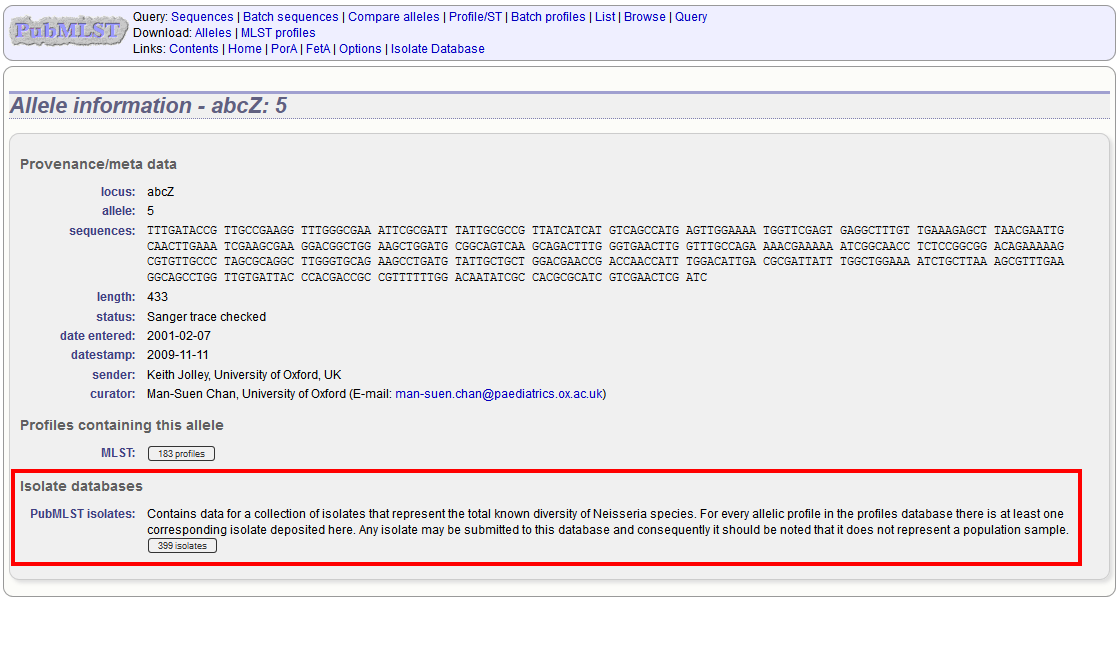 PubMLST
Query: Sequences | Batch sequences | Compare alleles | Profile/ST | Batch profiles | List | Browse | Query
Download: Alleles | MLST profiles
Links: Contents | Home | PorA | FetA | Options | Isolate Database
Allele information - abcZ: 5
Provenance/meta data
locus: abcZ
allele: 5
sequences: TTTGATACCG TTGCCGAAGG TTTGGGCGAA ATTCGCGATT TATTGCGCCG TTATCATCAT GTCAGCCATG AGTTGGAAAA TGGTTCGAGT GAGGCTTTGT TGAAAGAGCT TAACGAATTG
CAACTTGAAA TCGAAGCGAA GGACGGCTGG AAGCTGGATG CGGCAGTCAA GCAGACTTTG GGTGAACTTG GGTTTGCCAGA AAACGAAAAA ATCGGCAACC TCTCCGGCGG ACAGAAAAAG
CGTGTTGCCC TAGCGCAGGC TTGGGTGCAG AAGCCTGATG TATTGCTGCT GGACGAACCG ACCAACCATT TGGACATTGA CGCGATTATT TGGCTGGAAA ATCTGCTTAA AGCGTTTGAA
GGCAGCCTGG TTGTGATTAC CCACGACCGC CGTTTTTTGG ACAATATCGC CACGCGCATC GTCGAACTCG ATC
length: 433
status: Sanger trace checked
date entered: 2001-02-07
datestamp: 2009-11-11
sender: Keith Jolley, University of Oxford, UK
curator: Man-Suen Chan, University of Oxford (E-mail: man-suen.chan@paediatrics.ox.ac.uk)
Profiles containing this allele
MLST: 183 profiles
Isolate databases
PubMLST isolates: Contains data for a collection of isolates that represent the total known diversity of Neisseria species. For every allelic profile in the profiles database there is at least one
corresponding isolate deposited here. Any isolate may be submitted to this database and consequently it should be noted that it does not represent a population sample.
399 isolates